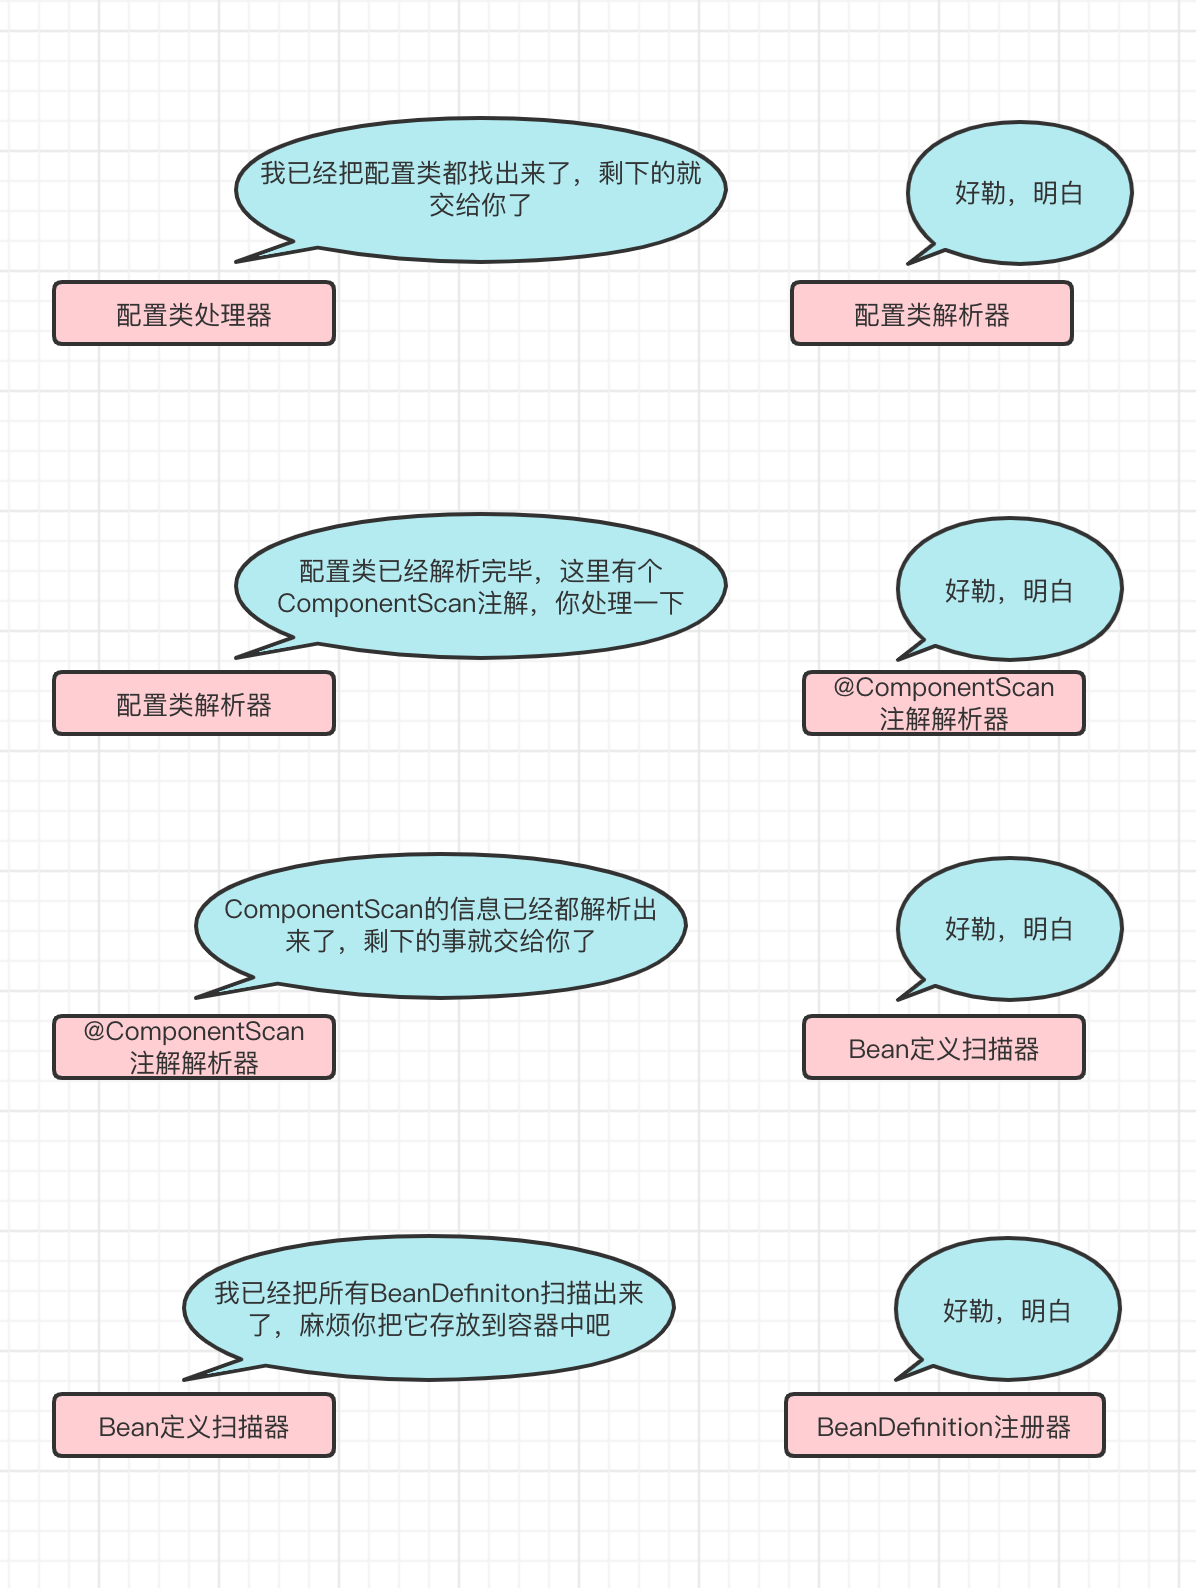 我已经把配置类都找出来了，剩下的就
交给你了
好勒，明白
配置类处理器
配置类解析器
配置类已经解析完毕，这里有个
ComponentScan注解，你处理一下
好勒，明白
配置类解析器
@ComponentScan
注解解析器
ComponentScan的信息已经都解析出
来了，剩下的事就交给你了
好勒，明白
@ComponentScan
注解解析器
Bean定义扫描器
我已经把所有BeanDefiniton扫描出来
了，麻烦你把它存放到容器中吧
好勒，明白
Bean定义扫描器
BeanDefinition注册器